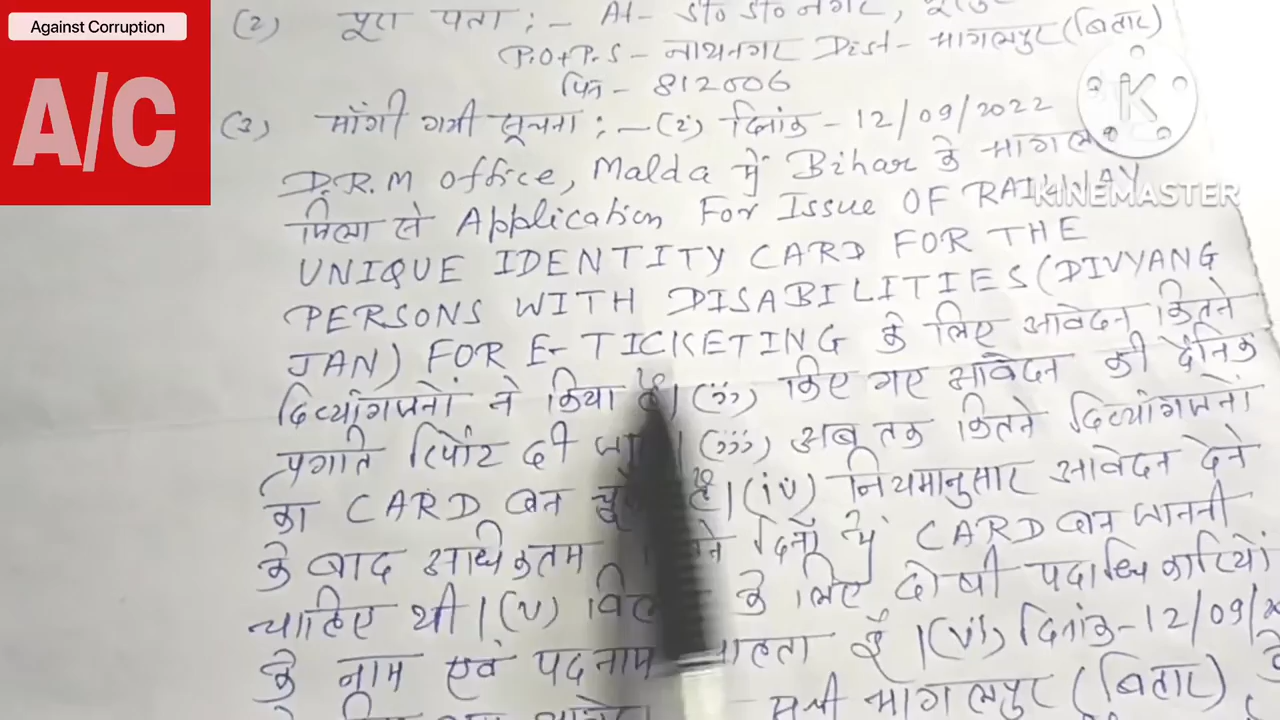 Against Corruption
A/C
(2) पूरा पता :- At-
P.O+P.S - नाथनगर Dist - भागलपुर (बिहार)
पिन - 812006
K
KINEMASTER
(3) माँगी गयी सूचना :- (i) दिनांक - 12/09/2022
D.R.M office, Malda में Bihar के
जिला से Application For Issue OF RAILWAY
UNIQUE IDENTITY CARD FOR THE
PERSONS WITH DISABILITIES (DIVYANG
JAN) FOR E-TICKETING के लिए आवेदन कितने
दिव्यांगजनों ने किया है। (ii) किए गए आवेदन की दैनिक
प्रगति रिर्पोट दी (iii) अब तक कितने दिव्यांगजनों
का CARD बन है। (iv) नियमानुसार आवेदन देने
के बाद अधिकतम दिनों में CARD बन जाननी
चाहिए थी। (v) के लिए दोषी पदाधिकारियों
के नाम एवं पदनाम है। (vi) दिनांक - 12/09/
सभी भागलपुर (बिहार)